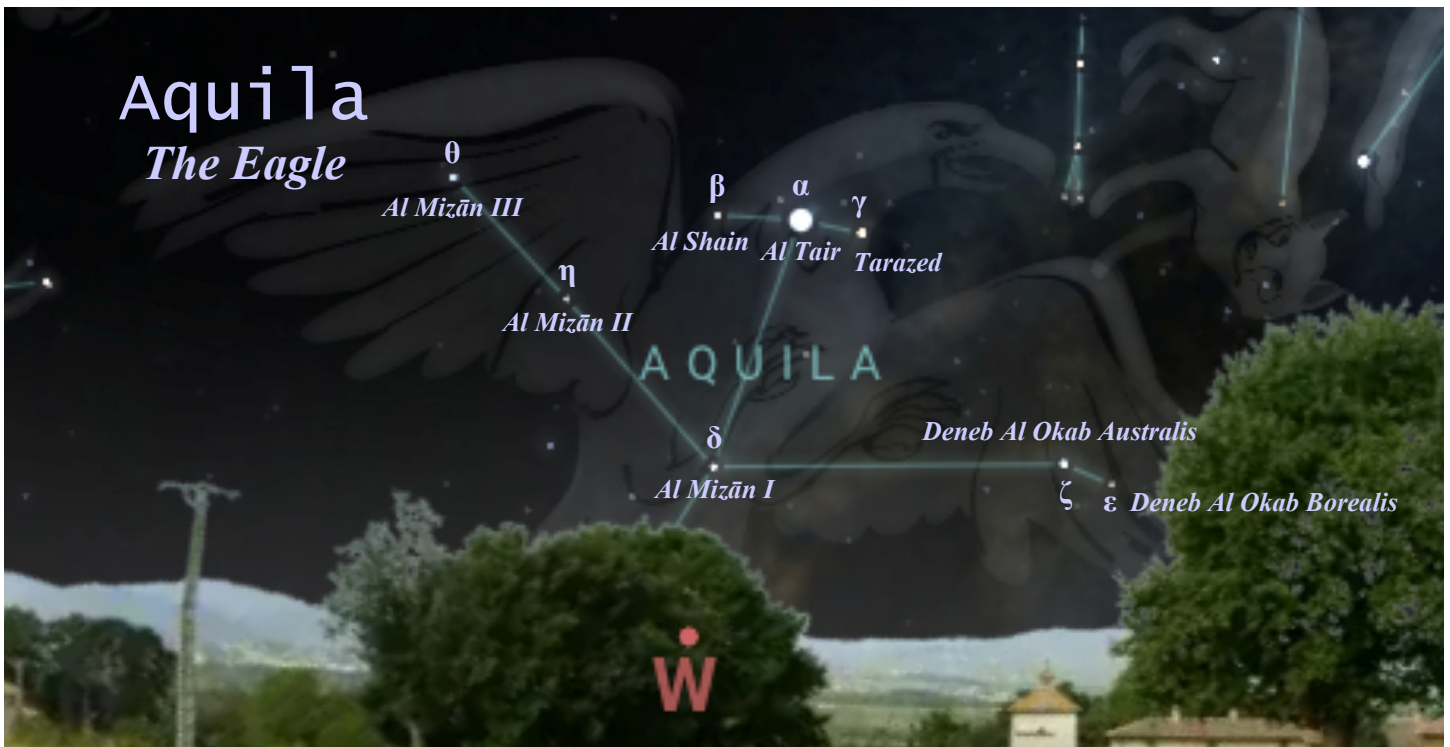 Aquila
The Eagle
θ
Al Mizān III
β
α
γ
Al Shain
Al Tair
Tarazed
η
Al Mizān II
AQUILA
δ
Al Mizān I
Deneb Al Okab Australis
ζ
ε
Deneb Al Okab Borealis
W